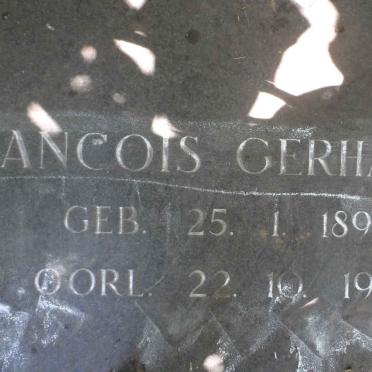 ANCOIS GERHA
GEB. 25. 1. 189
OORL. 22. 10. 19